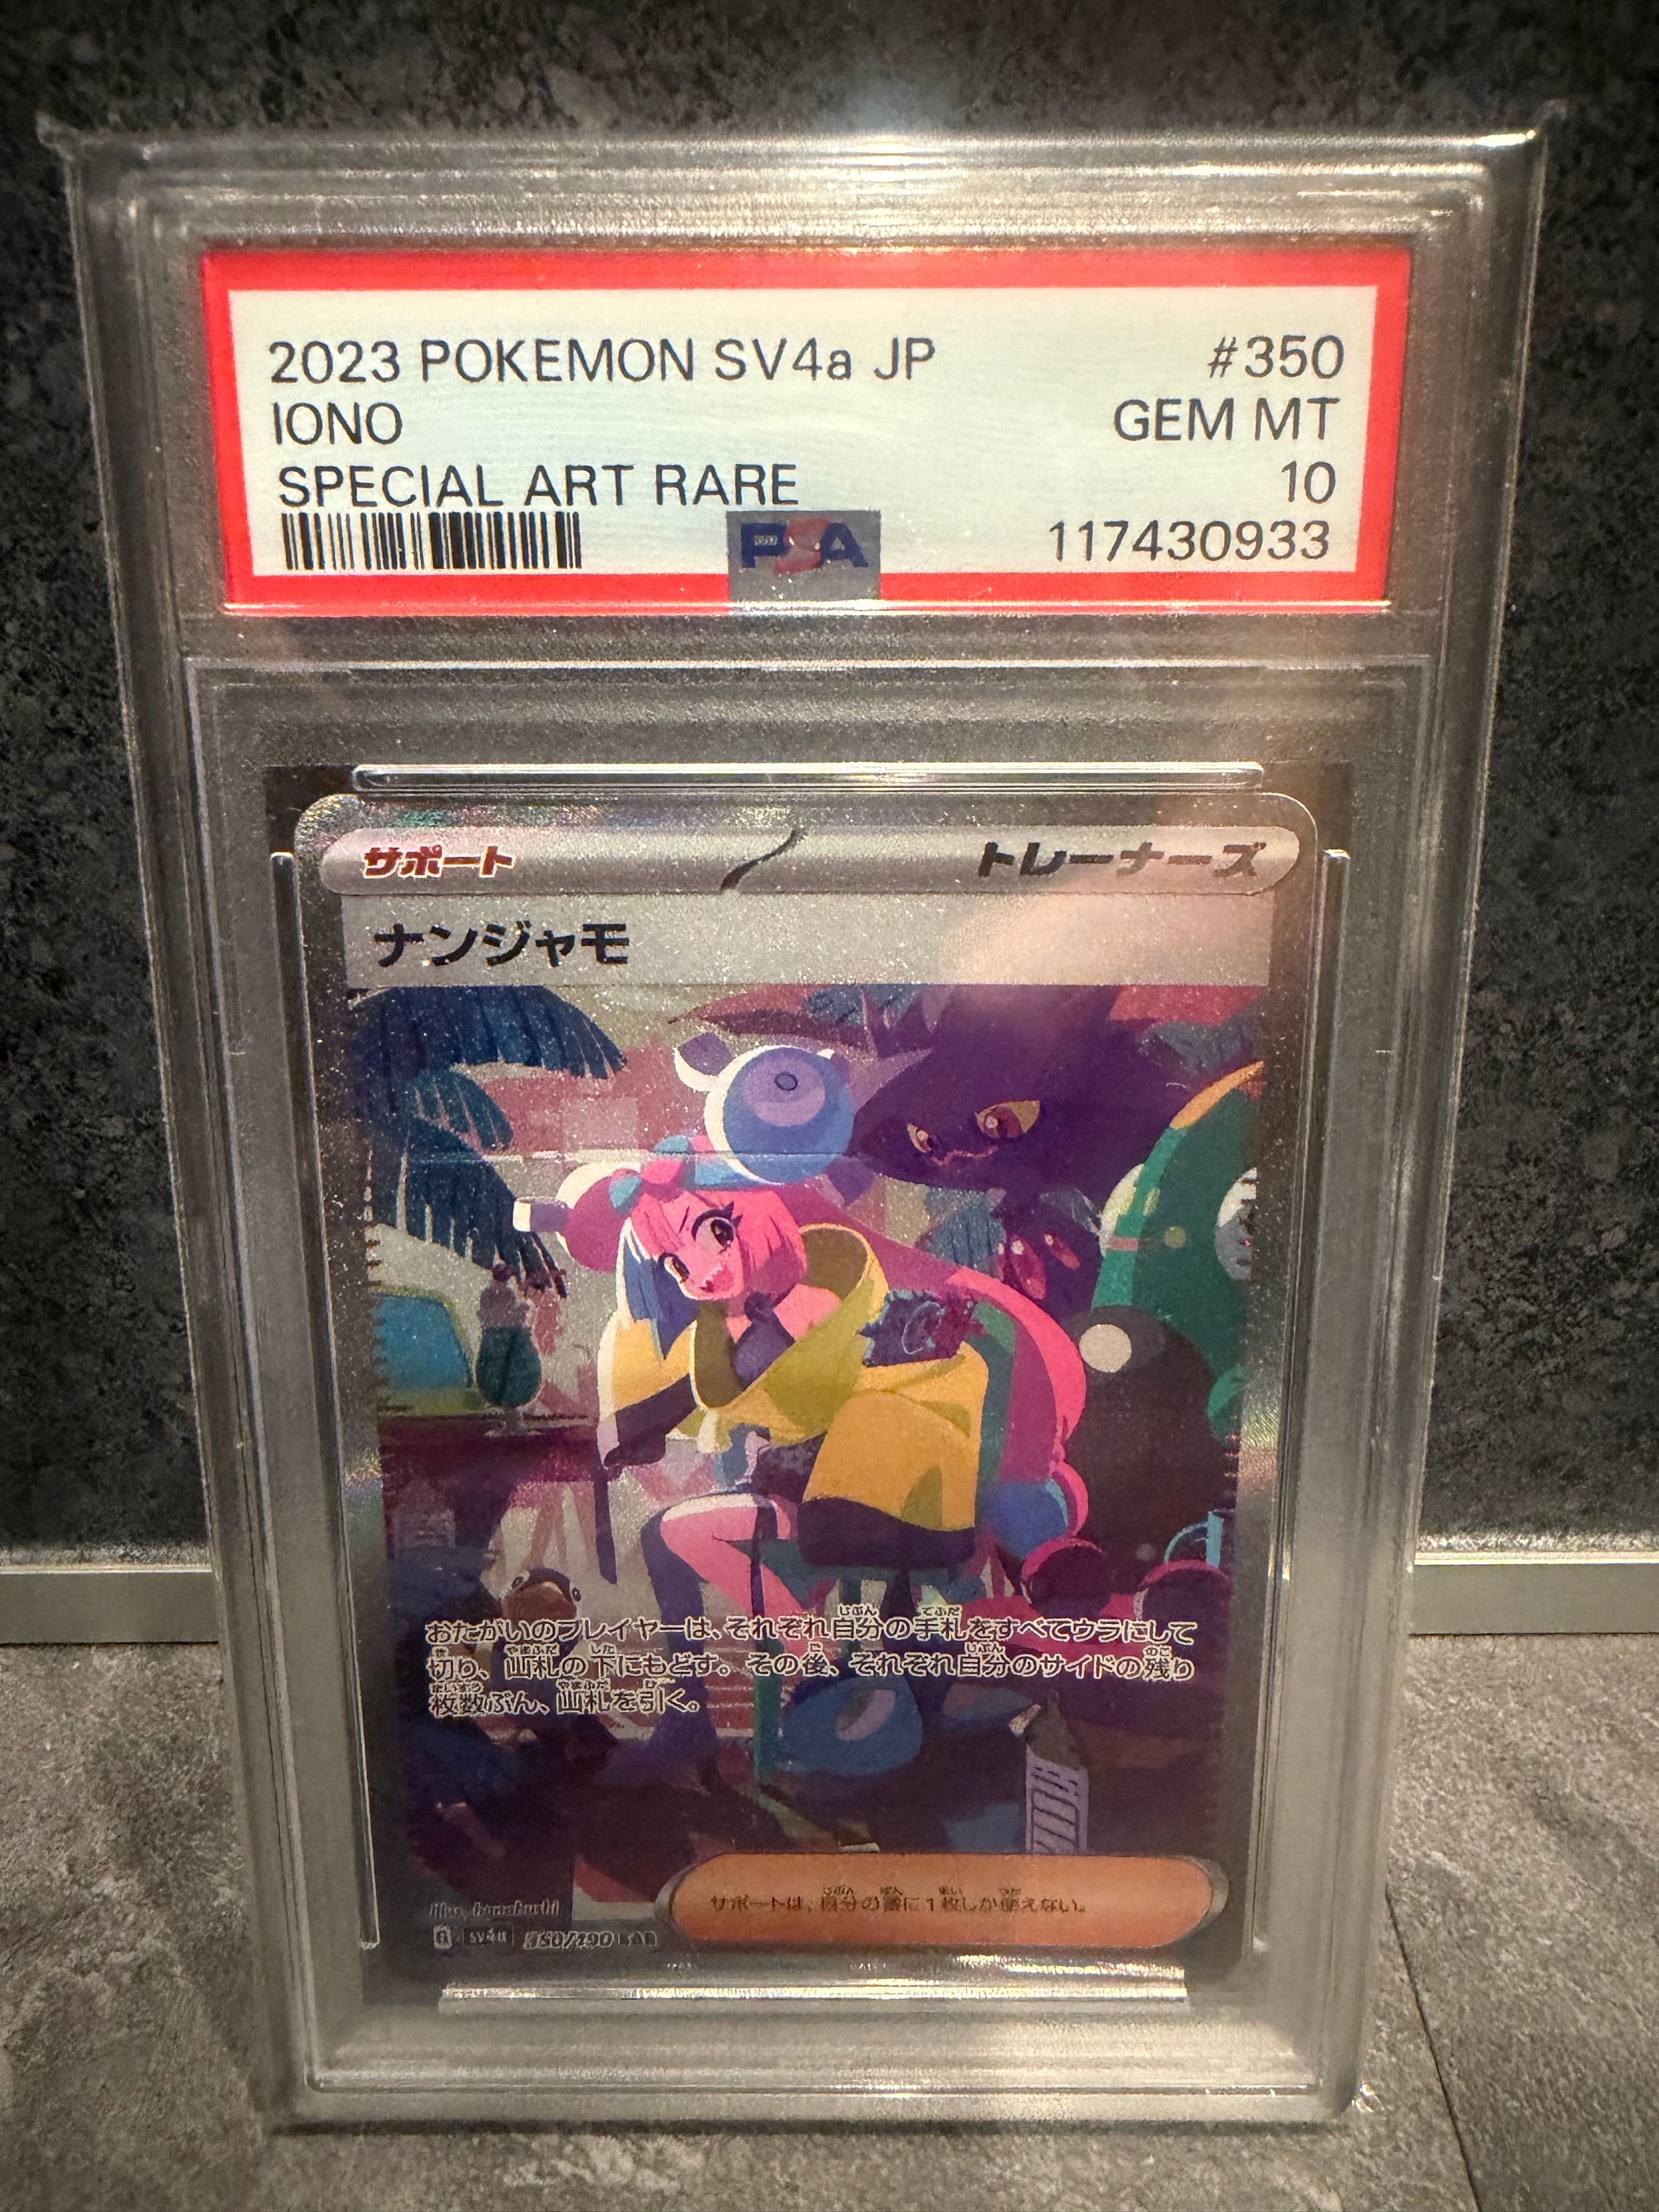 2023 POKEMON SV4a JP #350
IONO GEM MT
SPECIAL ART RARE 10
PSA 117430933
サポート トレーナーズ
ナンジャモ
おたがいのプレイヤーは、それぞれ自分の手札をすべてウラにして
切り、山札の下にもどす。その後、それぞれ自分のサイドの残り
枚数ぶん、山札を引く。
サポートは、自分の番に1枚しか使えない。
350/190 SAR